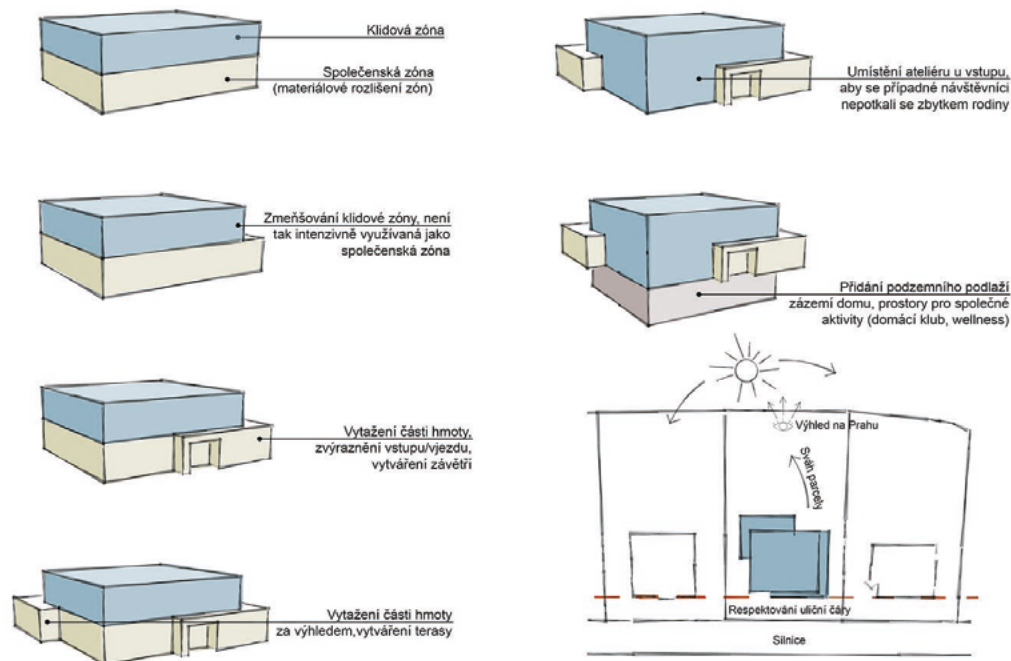 Klidová zóna
Společenská zóna
(materiálové rozlišení zón)
Zmeňšování klidové zóny, není
tak intenzivně využívaná jako
společenská zóna
Vytažení části hmoty,
zvýraznění vstupu/vjezdu,
vytváření závětří
Vytažení části hmoty
za výhledem,vytváření terasy
Umístění ateliéru u vstupu,
aby se případné návštěvníci
nepotkali se zbytkem rodiny
Přidání podzemního podlaží
zázemí domu, prostory pro společné
aktivity (domácí klub, wellness)
Výhled na Prahu
Sváh parcely
Respektování uliční čáry
Silnice